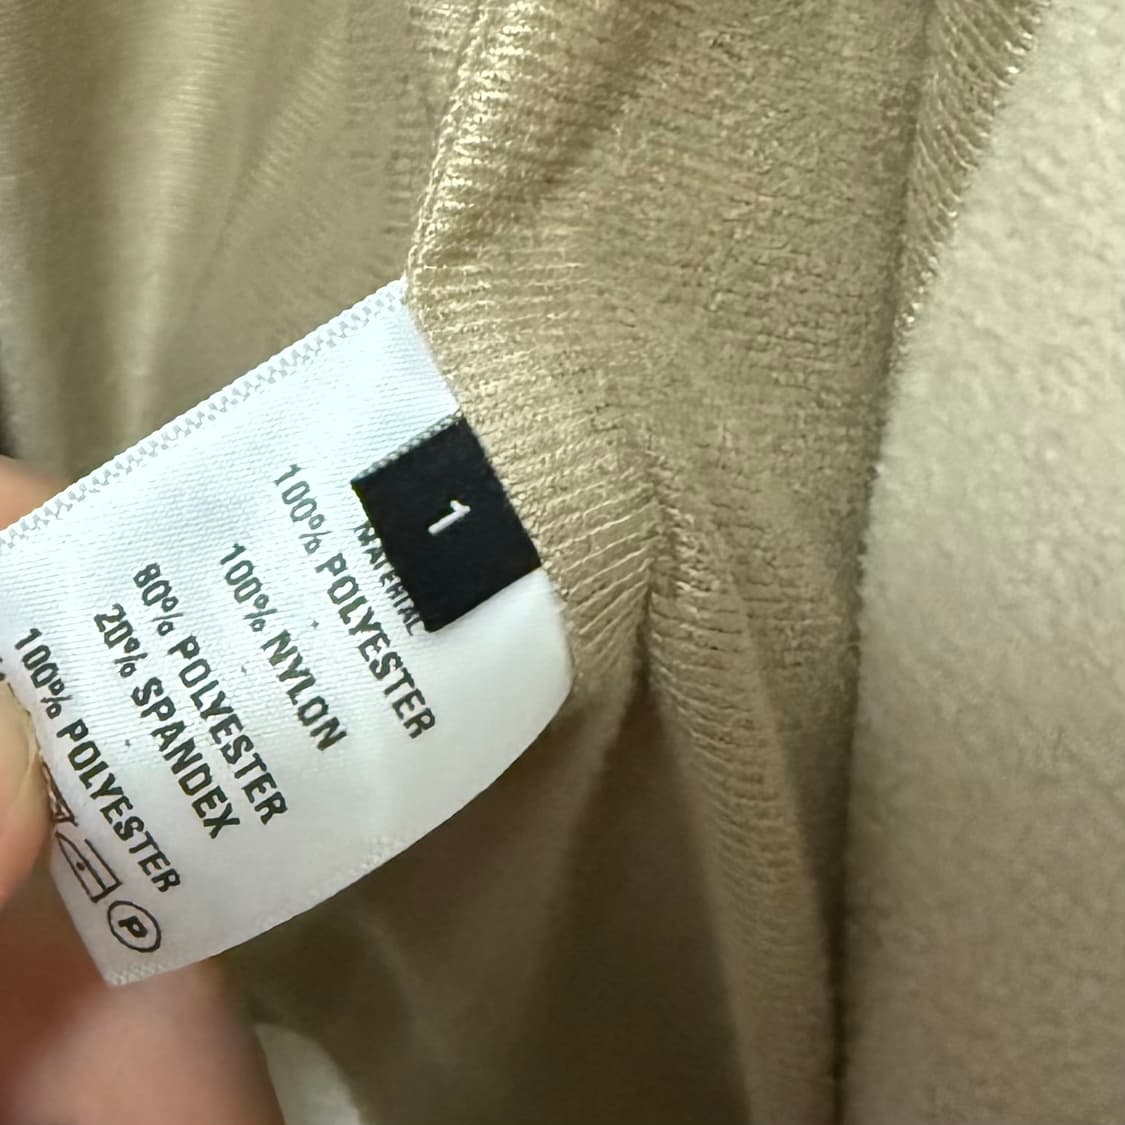 1
MATERIAL
100% POLYESTER
100% NYLON
80% POLYESTER
20% SPANDEX
100% POLYESTER
P